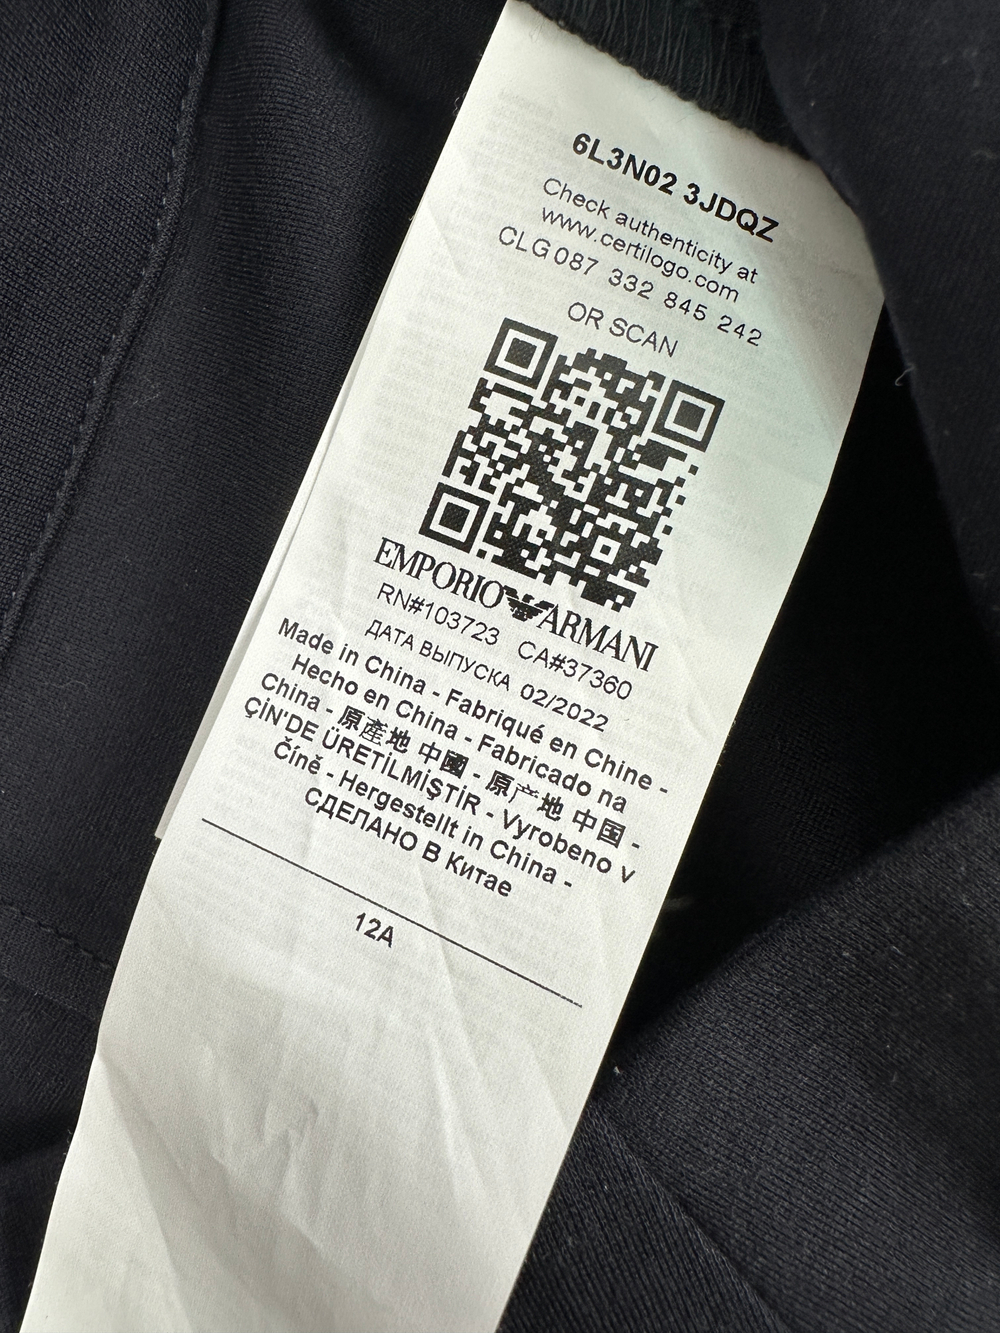 6L3N02 3JDQZ
Check authenticity at
www.certilogo.com
CLG 087 332 845 242
OR SCAN
EMPORIO ARMANI
RN#103723 CA#37360
ДАТА ВЫПУСКА 02/2022
Made in China - Fabriqué en Chine -
Hecho en China - Fabricado na
China - 原產地 中國 - 原产地 中国 -
ÇİN'DE ÜRETİLMİŞTİR - Vyrobeno v
Číně - Hergestellt in China -
СДЕЛАНО В Китае
12A